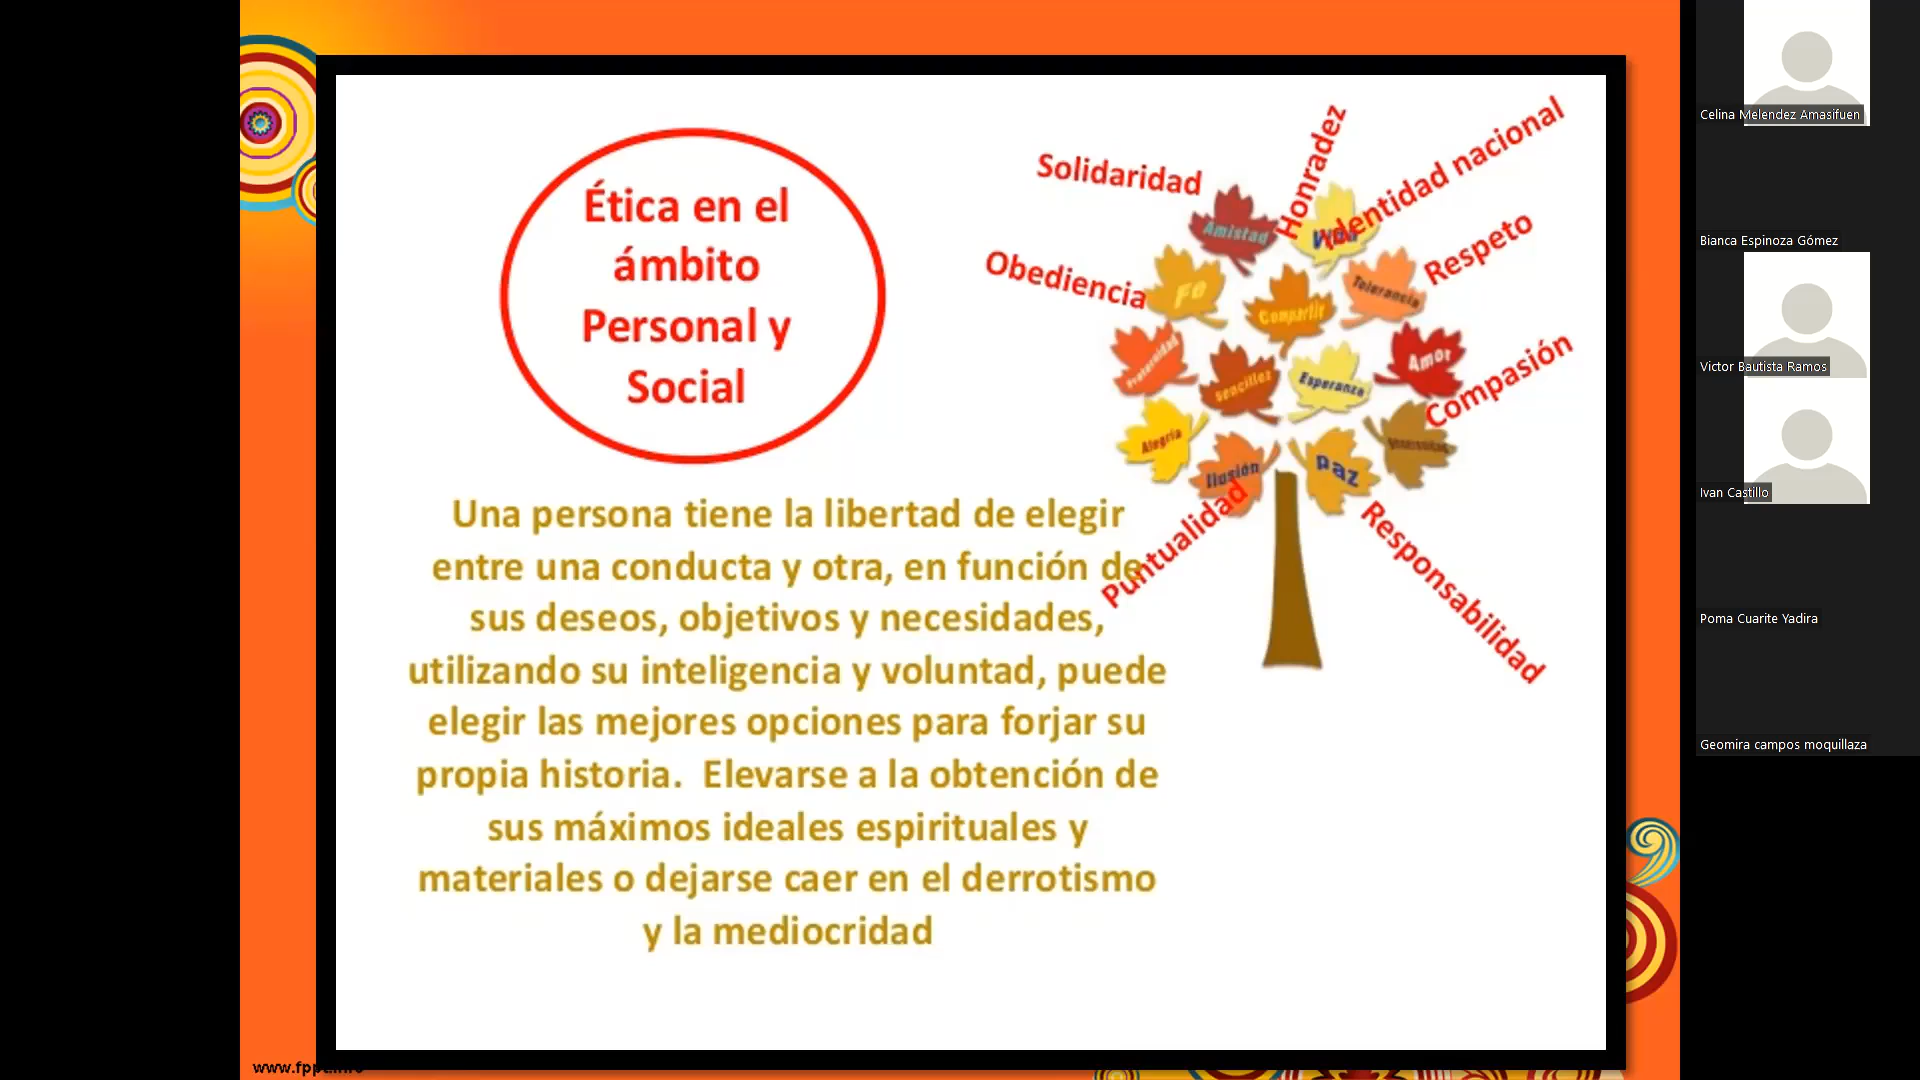 Ética en el
ámbito
Personal y
Social
Solidaridad
Honradez
Identidad nacional
Respeto
Obediencia
Compasión
Puntualidad
Responsabilidad
Amistad
Fe
Compartir
Tolerancia
Fraternidad
Sencillez
Esperanza
Amor
Alegría
Ilusión
Paz
Una persona tiene la libertad de elegir
entre una conducta y otra, en función de
sus deseos, objetivos y necesidades,
utilizando su inteligencia y voluntad, puede
elegir las mejores opciones para forjar su
propia historia.  Elevarse a la obtención de
sus máximos ideales espirituales y
materiales o dejarse caer en el derrotismo
y la mediocridad
Celina Melendez Amasifuen
Bianca Espinoza Gómez
Victor Bautista Ramos
Ivan Castillo
Poma Cuarite Yadira
Geomira campos moquillaza
www.fppt.info